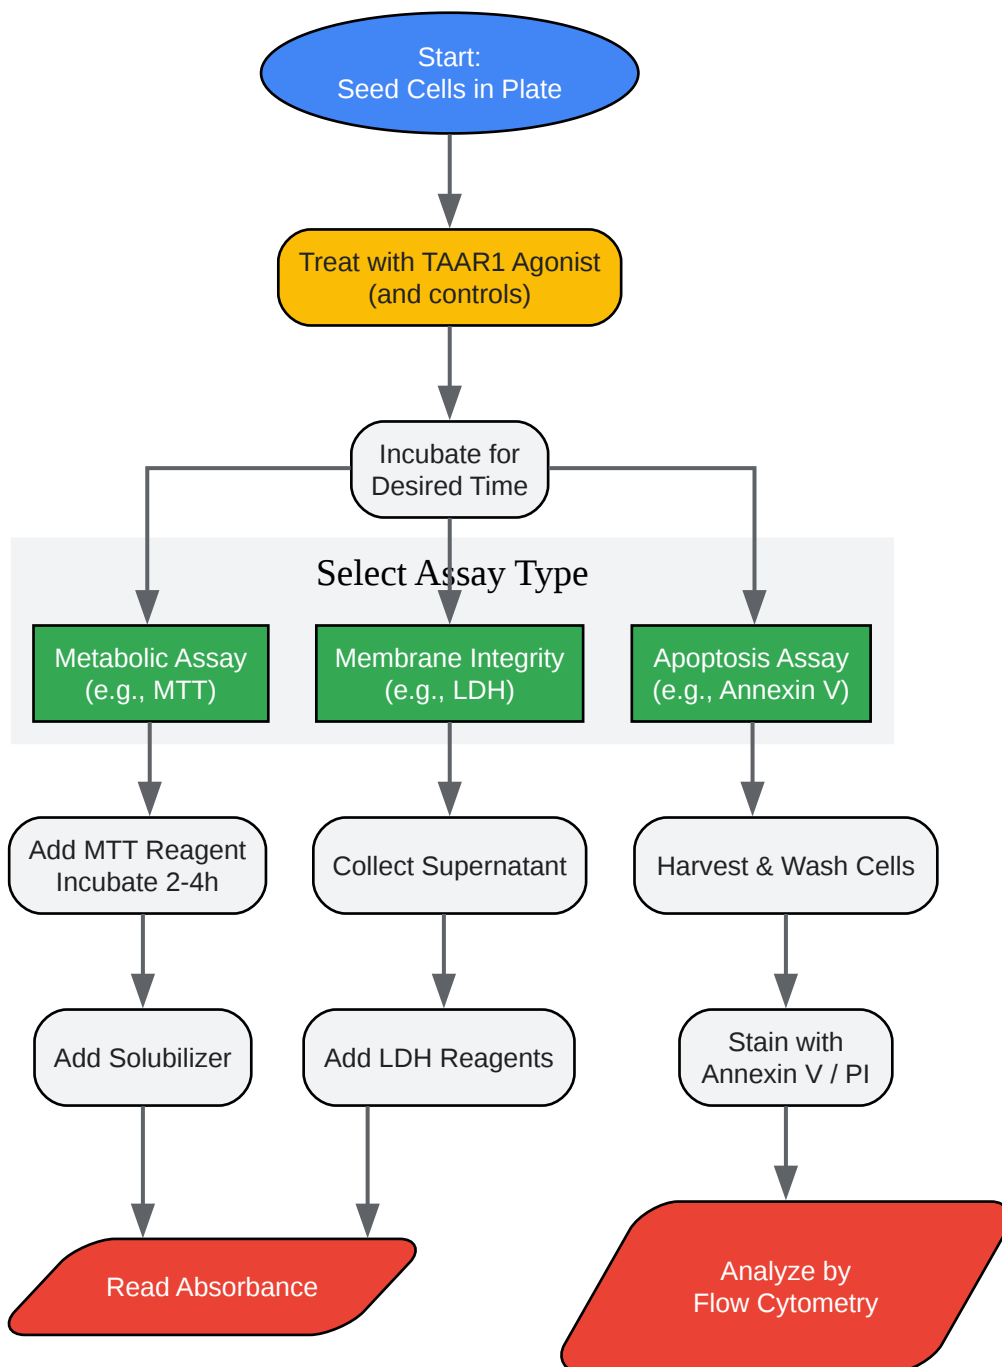 Start:
Seed Cells in Plate
Treat with TAAR1 Agonist
(and controls)
Incubate for
Desired Time
Select Assay Type
Metabolic Assay
(e.g., MTT)
Membrane Integrity
(e.g., LDH)
Apoptosis Assay
(e.g., Annexin V)
Add MTT Reagent
Incubate 2-4h
Collect Supernatant
Harvest & Wash Cells
Add Solubilizer
Add LDH Reagents
Stain with
Annexin V / PI
Read Absorbance
Analyze by
Flow Cytometry